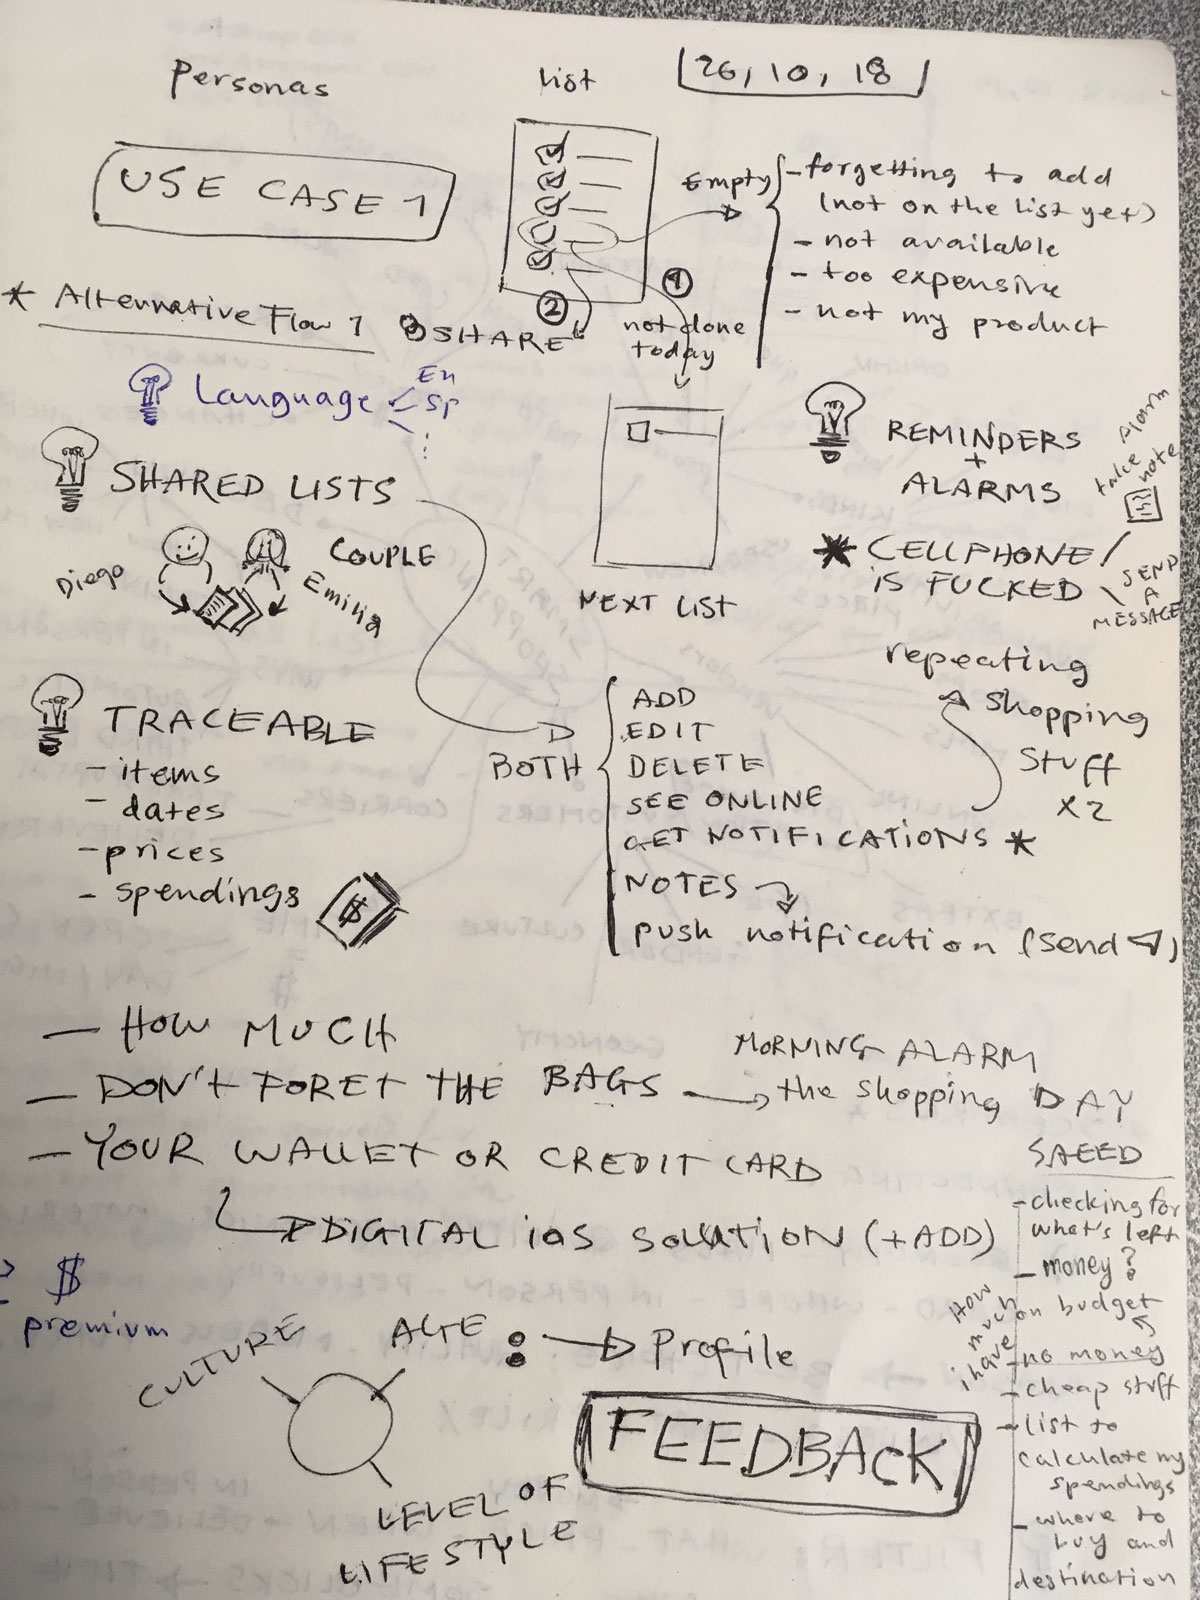 Personas
list
26, 10, 18
USE CASE 1
Empty
- forgetting to add
(not on the list yet)
- not available
- too expensive
- not my product
* Alternative Flow 1
SHARE
2
1
not done
today
Language
En
Sp
:
SHARED LISTS
REMINDERS
+
ALARMS
take Alarm
note
* CELLPHONE
IS FUCKED
SEND
A
MESSAGE
Diego
COUPLE
Emilia
NEXT LIST
repeating
shopping
stuff
x2
TRACEABLE
- items
- dates
- prices
- spendings
$
BOTH
ADD
EDIT
DELETE
SEE ONLINE
GET NOTIFICATIONS *
NOTES
push notification (send)
- HOW MUCH
- DON'T FORET THE BAGS
MORNING ALARM
the shopping DAY
- YOUR WALLET OR CREDIT CARD
DIGITAL iOS SOLUTION (+ADD)
$
premium
CULTURE
AGE :
Profile
LEVEL OF
LIFESTYLE
FEEDBACK
SAEED
- checking for
what's left
- money?
on budget
How
much
i have
- no money
- cheap stuff
- list to
calculate my
spendings
- where to
buy and
destination